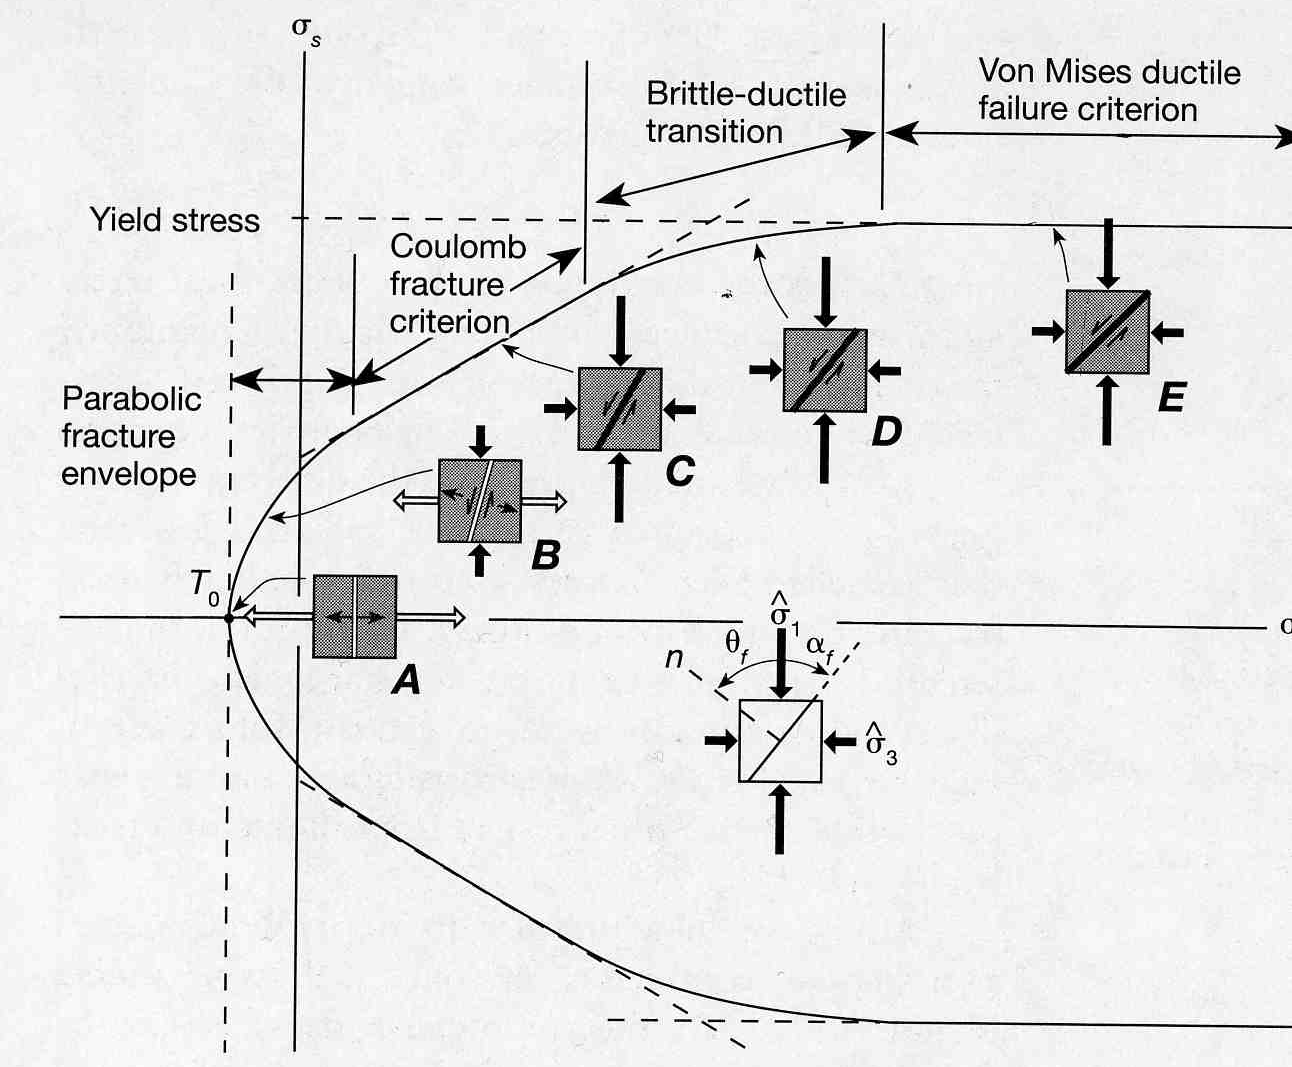 σs
Brittle-ductile
transition
Von Mises ductile
failure criterion
Yield stress
Coulomb
fracture
criterion
Parabolic
fracture
envelope
T0
A
B
C
D
E
σ̂1
θf
αf
n
σ̂3